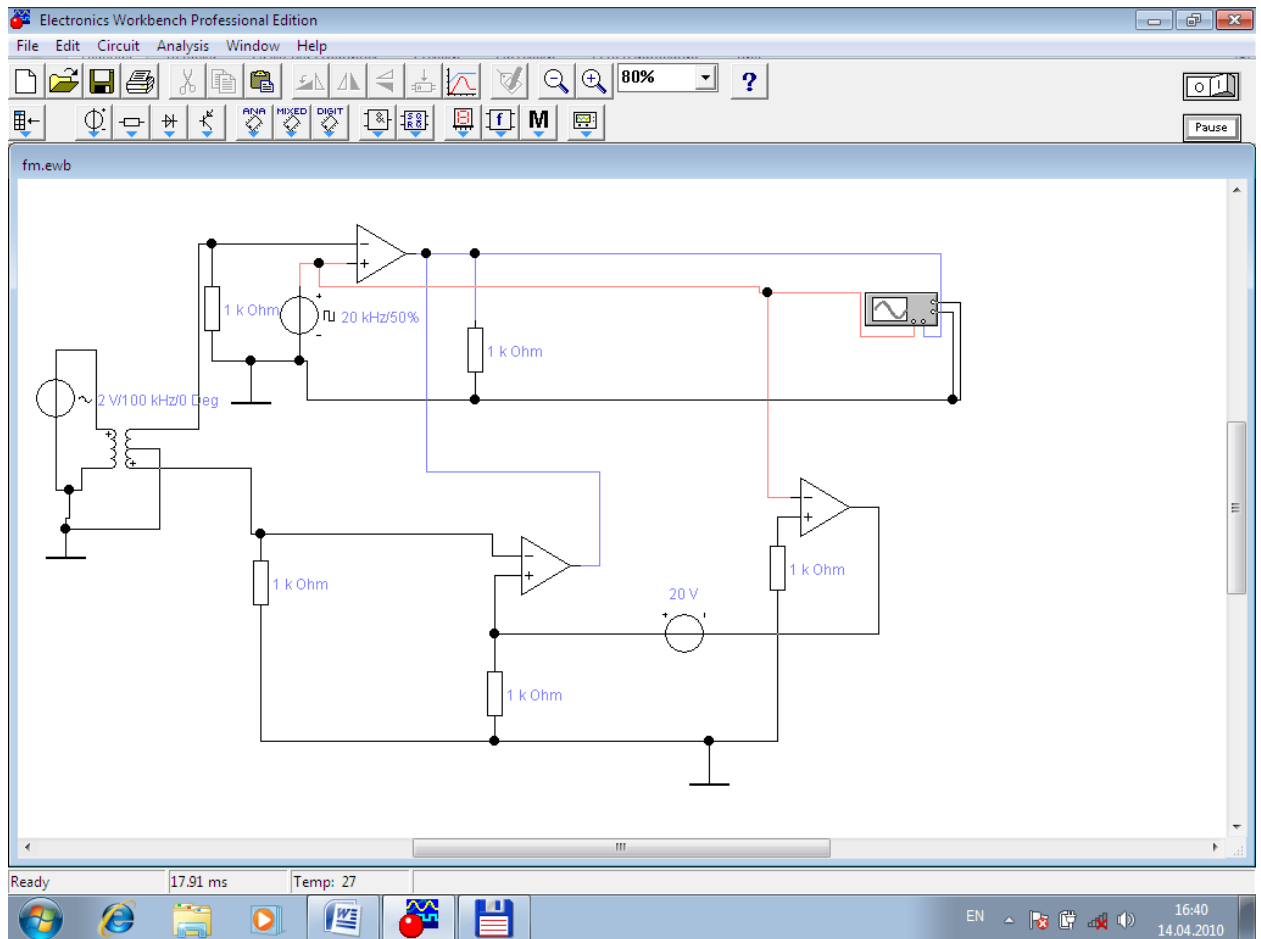 Electronics Workbench Professional Edition
File Edit Circuit Analysis Window Help
80%
?
ANA MIXED DIGIT
M
Pause
fm.ewb
1 k Ohm
20 kHz/50%
1 k Ohm
2 V/100 kHz/0 Deg
1 k Ohm
1 k Ohm
20 V
1 k Ohm
Ready 17.91 ms Temp: 27
EN
16:40
14.04.2010